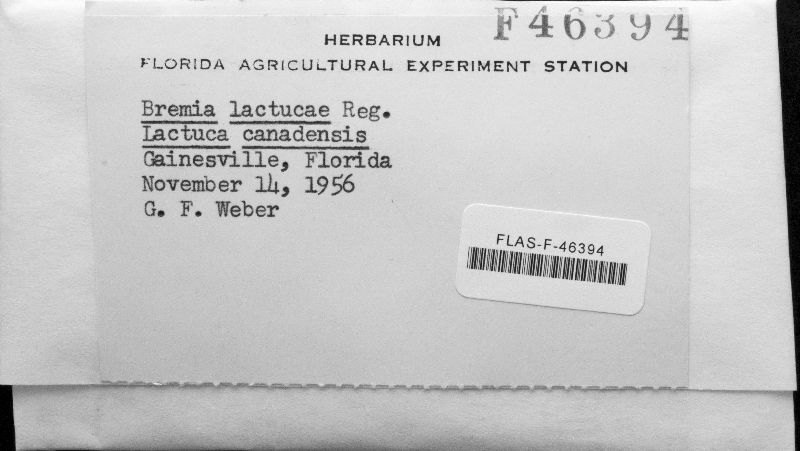 F46394
HERBARIUM
FLORIDA AGRICULTURAL EXPERIMENT STATION
Bremia lactucae Reg.
Lactuca canadensis
Gainesville, Florida
November 14, 1956
G. F. Weber
FLAS-F-46394